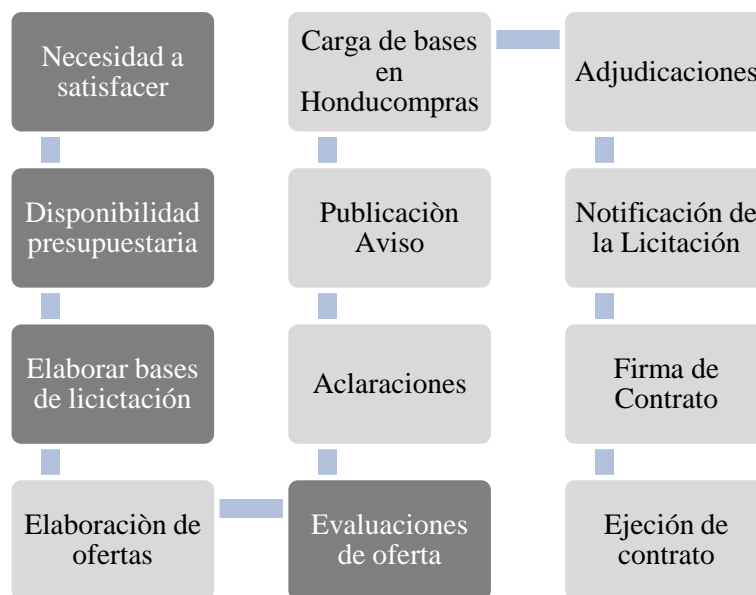 Necesidad a
satisfacer
Disponibilidad
presupuestaria
Elaborar bases
de licictación
Elaboraciòn de
ofertas
Evaluaciones
de oferta
Aclaraciones
Publicaciòn
Aviso
Carga de bases
en
Honducompras
Adjudicaciones
Notificación de
la Licitación
Firma de
Contrato
Ejeción de
contrato